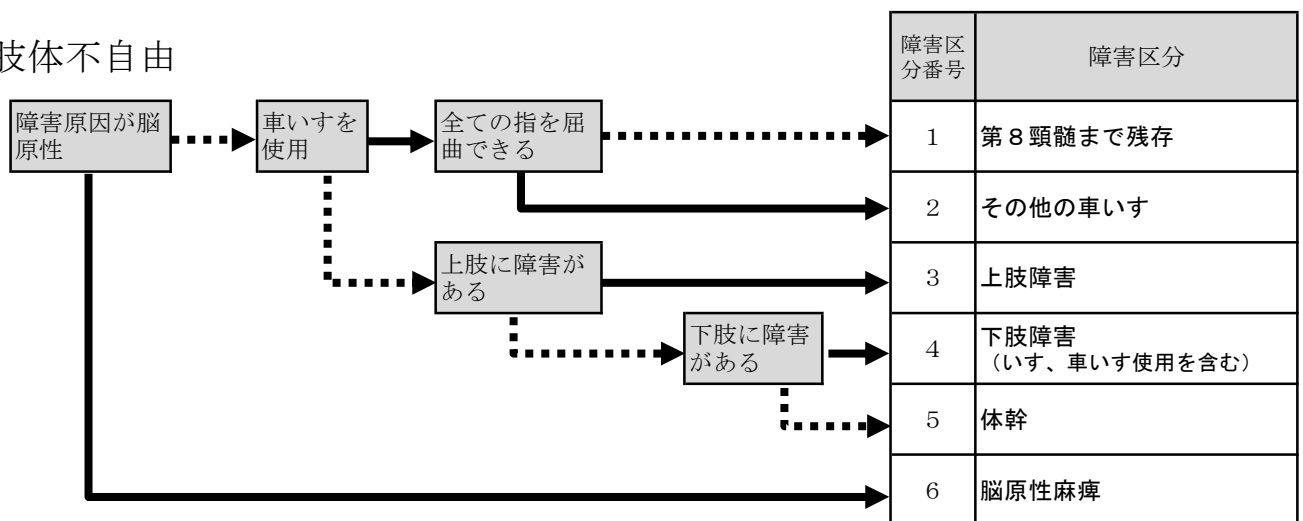 肢体不自由
障害原因が脳
原性
車いすを
使用
全ての指を屈
曲できる
上肢に障害が
ある
下肢に障害
がある
障害区
分番号
障害区分
1
第８頸髄まで残存
2
その他の車いす
3
上肢障害
4
下肢障害
（いす、車いす使用を含む）
5
体幹
6
脳原性麻痺